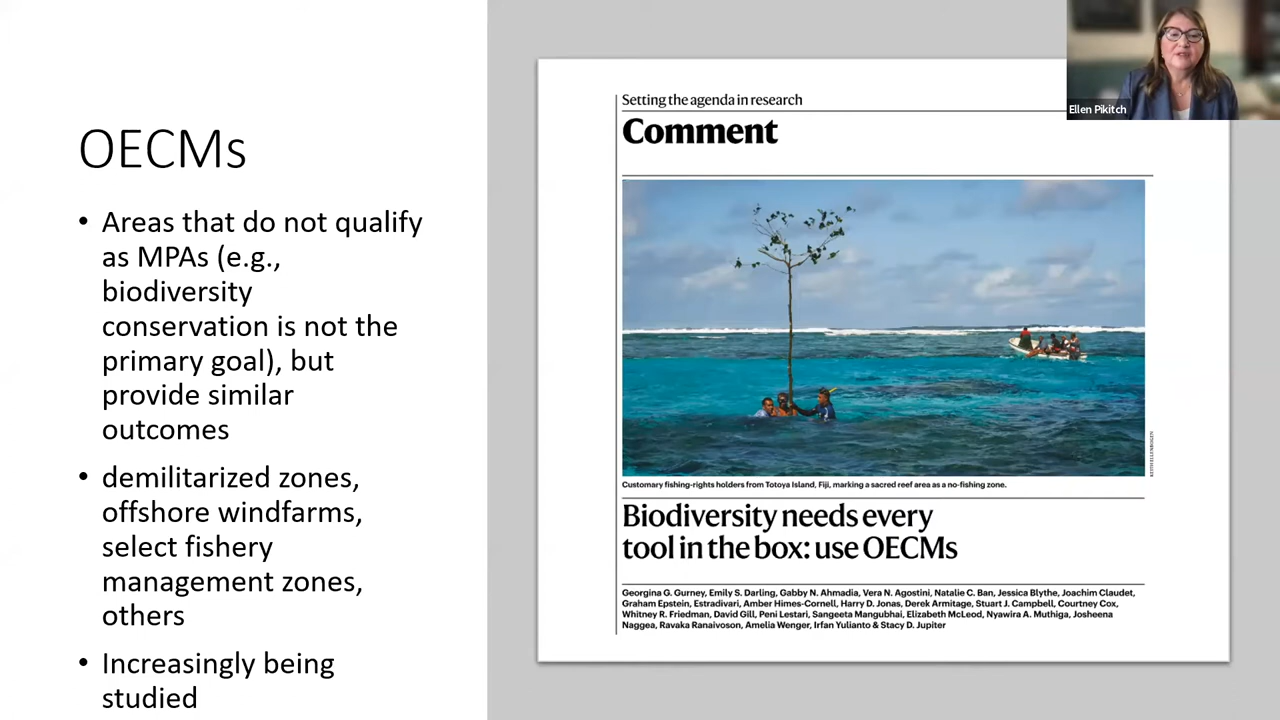 OECMs
• Areas that do not qualify
as MPAs (e.g.,
biodiversity
conservation is not the
primary goal), but
provide similar
outcomes
• demilitarized zones,
offshore windfarms,
select fishery
management zones,
others
• Increasingly being
studied
Setting the agenda in research
Comment
KEITH ELLENBOGEN
Customary fishing-rights holders from Totoya Island, Fiji, marking a sacred reef area as a no-fishing zone.
Biodiversity needs every
tool in the box: use OECMs
Georgina G. Gurney, Emily S. Darling, Gabby N. Ahmadia, Vera N. Agostini, Natalie C. Ban, Jessica Blythe, Joachim Claudet,
Graham Epstein, Estradivari, Amber Himes-Cornell, Harry D. Jonas, Derek Armitage, Stuart J. Campbell, Courtney Cox,
Whitney R. Friedman, David Gill, Peni Lestari, Sangeeta Mangubhai, Elizabeth McLeod, Nyawira A. Muthiga, Josheena
Naggea, Ravaka Ranaivoson, Amelia Wenger, Irfan Yulianto & Stacy D. Jupiter
Ellen Pikitch